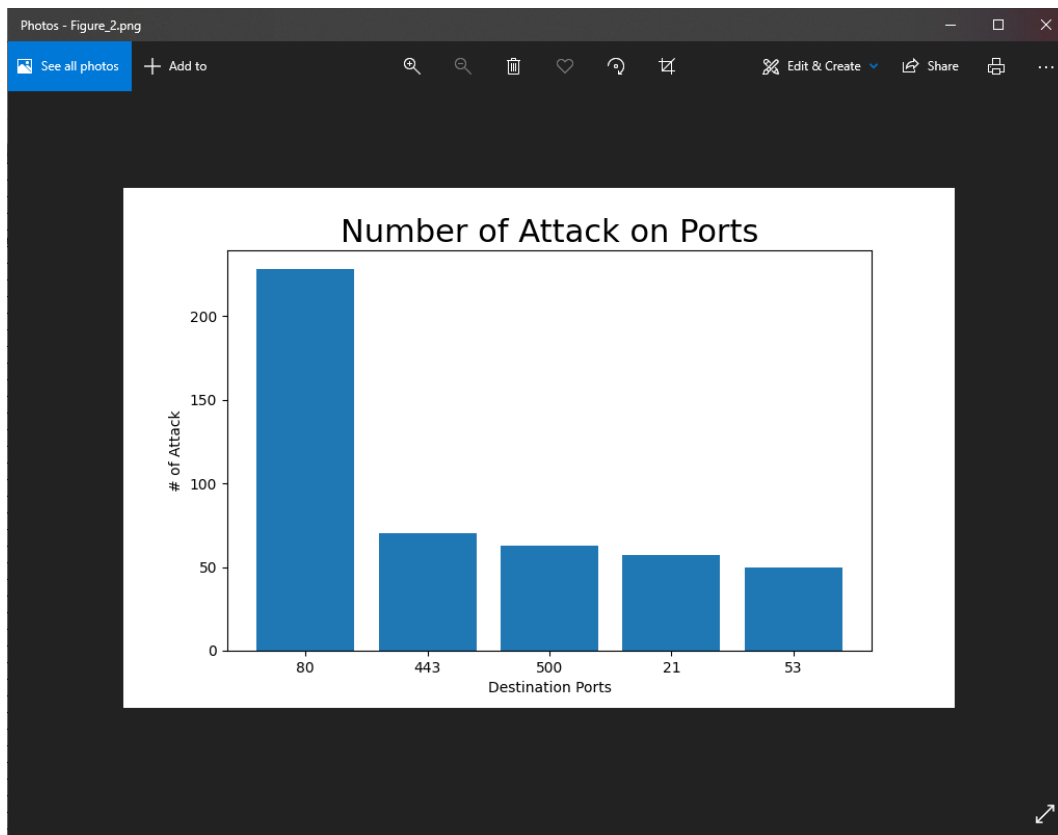 Photos - Figure_2.png
See all photos
Add to
Edit & Create
Share
Number of Attack on Ports
# of Attack
200
150
100
50
0
80 443 500 21 53
Destination Ports